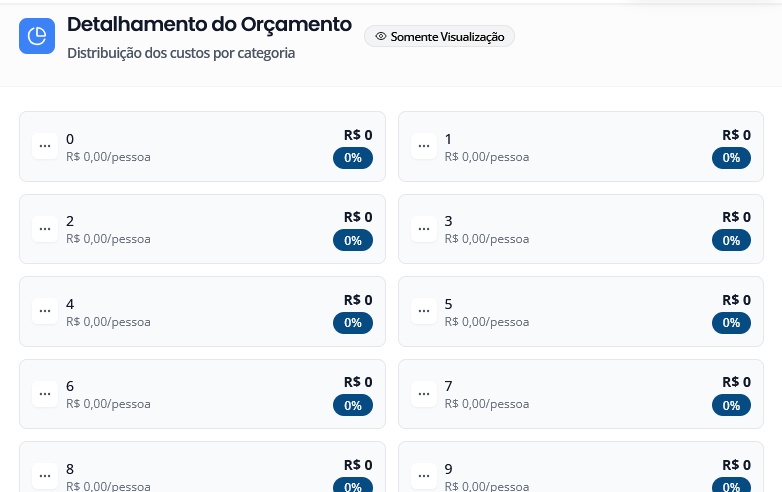 Detalhamento do Orçamento
Somente Visualização
Distribuição dos custos por categoria
0
R$ 0,00/pessoa
R$ 0
0%
1
R$ 0,00/pessoa
R$ 0
0%
2
R$ 0,00/pessoa
R$ 0
0%
3
R$ 0,00/pessoa
R$ 0
0%
4
R$ 0,00/pessoa
R$ 0
0%
5
R$ 0,00/pessoa
R$ 0
0%
6
R$ 0,00/pessoa
R$ 0
0%
7
R$ 0,00/pessoa
R$ 0
0%
8
R$ 0,00/pessoa
R$ 0
0%
9
R$ 0,00/pessoa
R$ 0
0%